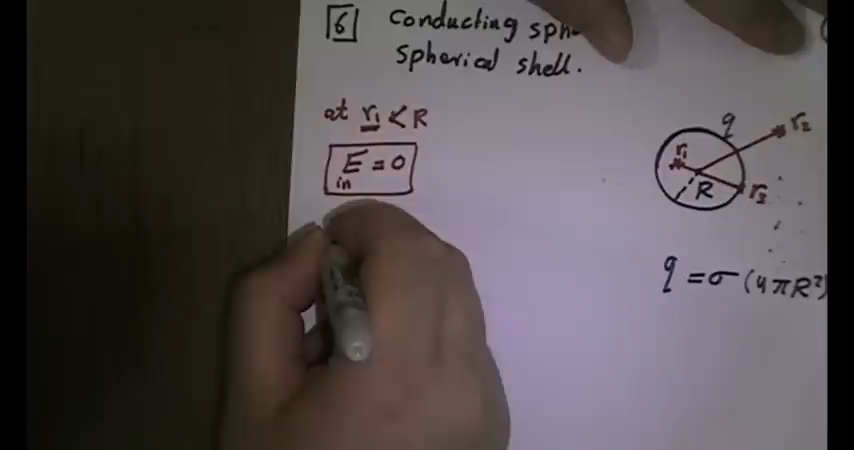 6 Conducting
spherical shell.
at r₁ < R
E in = 0
q
r₂
r₁
R
r₃
q = σ (4πR²)